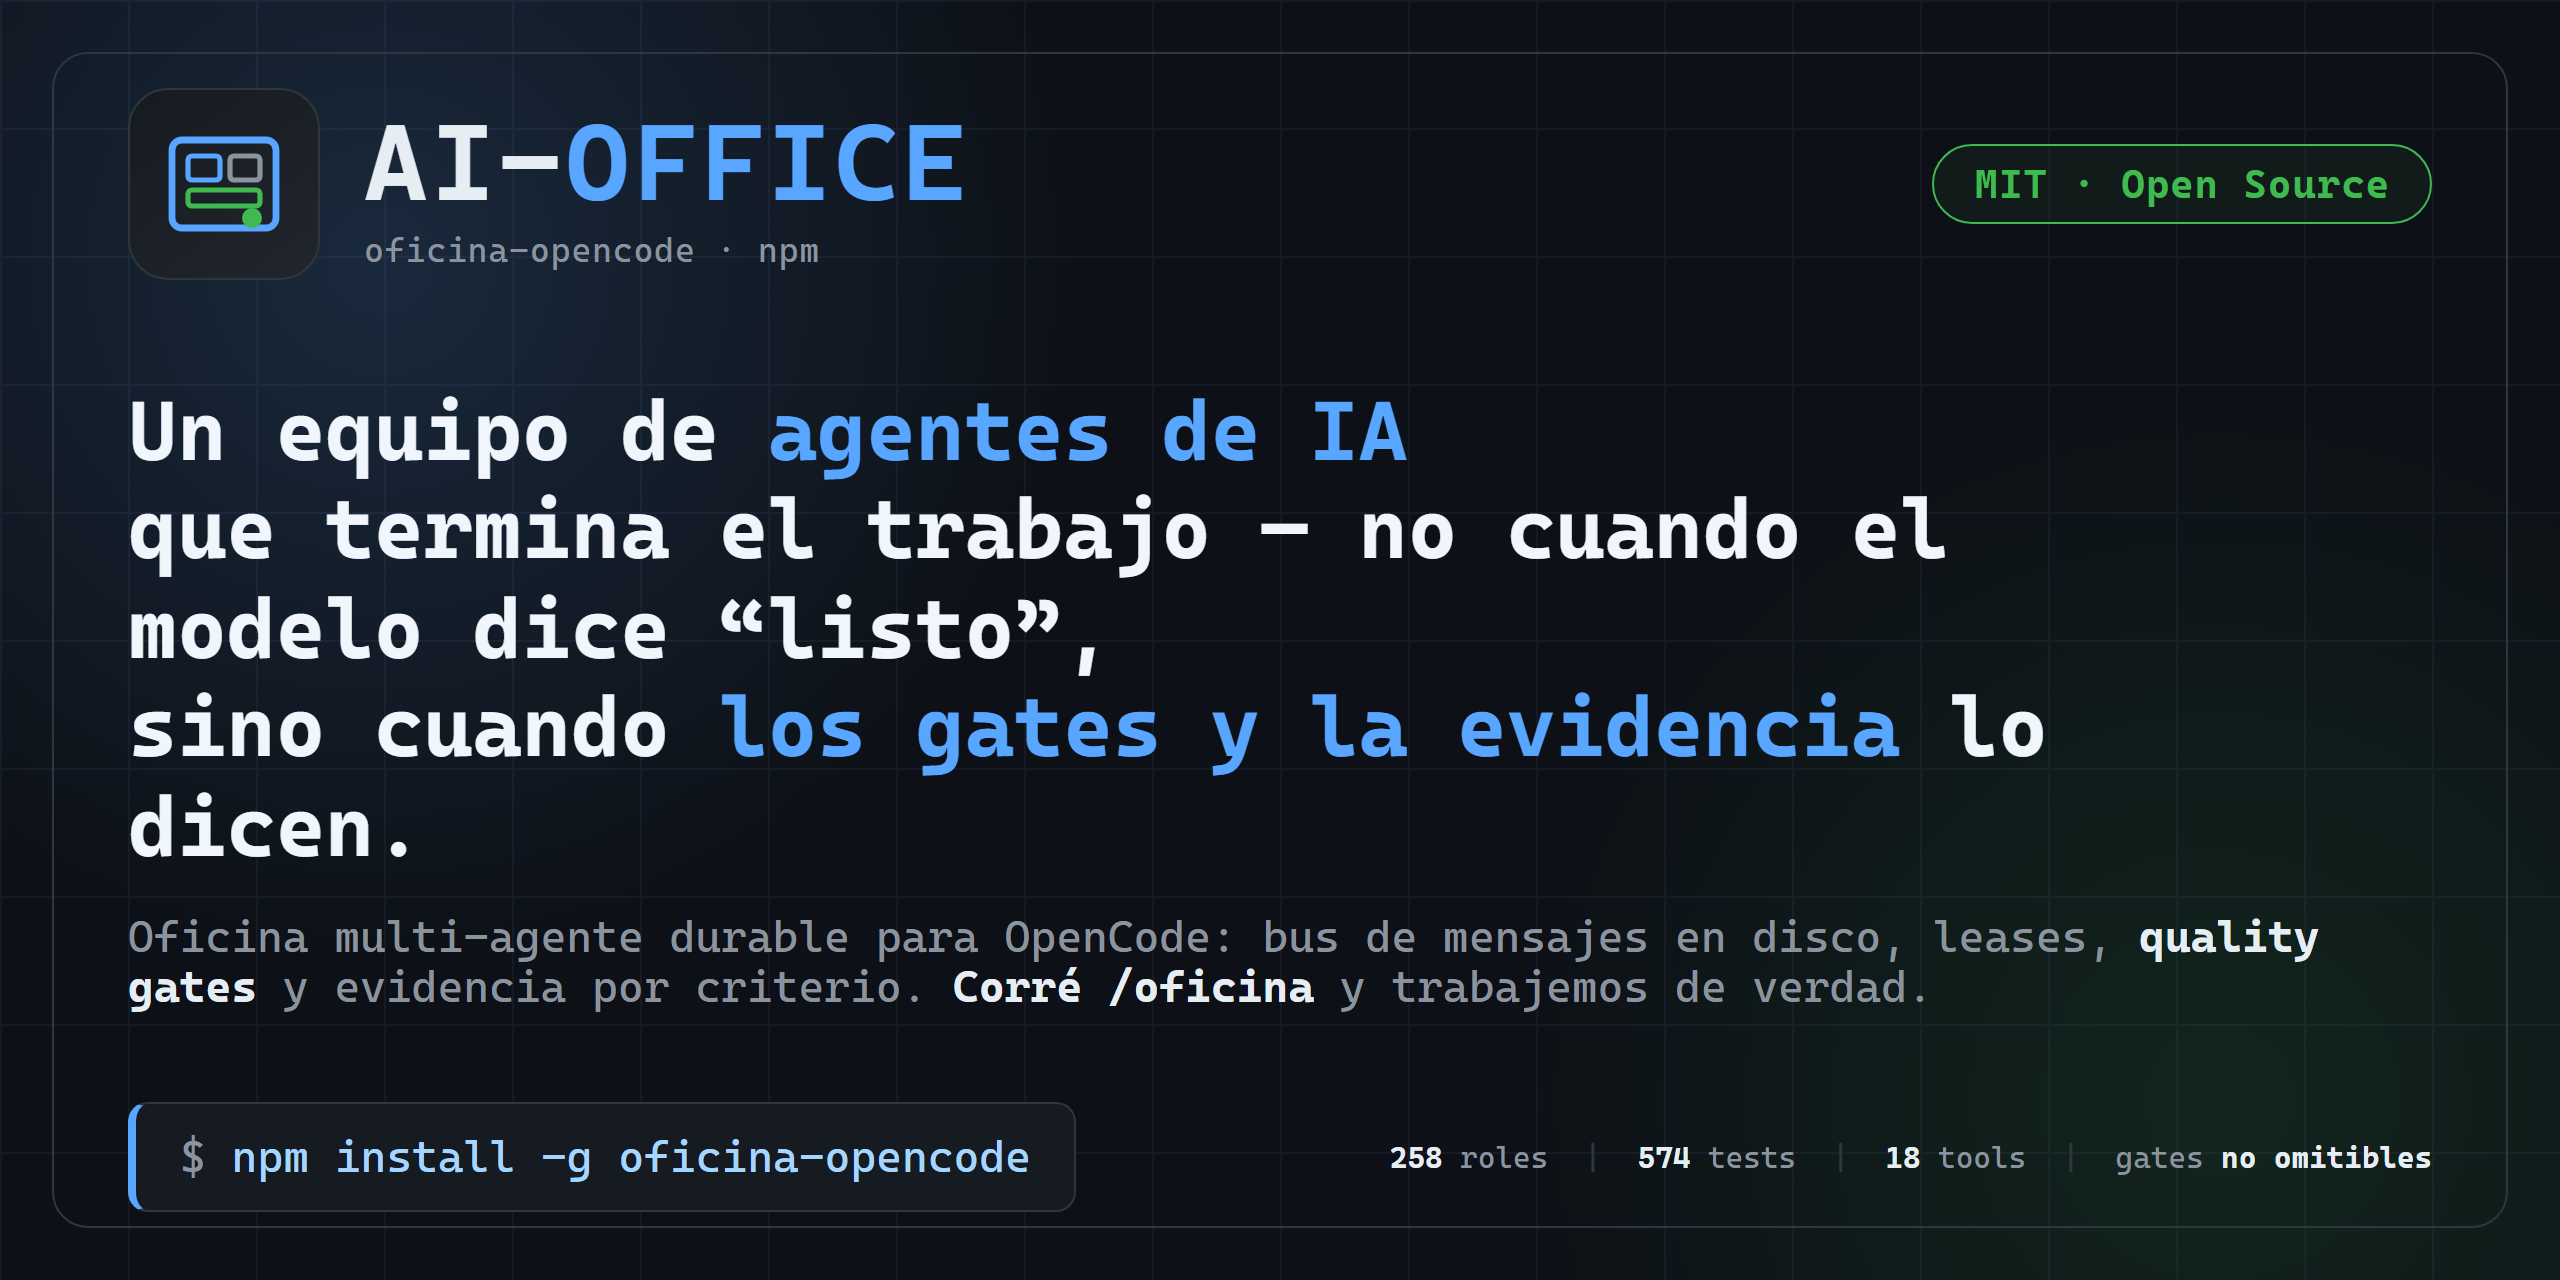 AI-OFFICE
oficina-opencode · npm
MIT · Open Source
Un equipo de agentes de IA
que termina el trabajo — no cuando el
modelo dice “listo”,
sino cuando los gates y la evidencia lo
dicen.
Oficina multi-agente durable para OpenCode: bus de mensajes en disco, leases, quality
gates y evidencia por criterio. Corré /oficina y trabajemos de verdad.
$ npm install -g oficina-opencode
258 roles | 574 tests | 18 tools | gates no omitibles